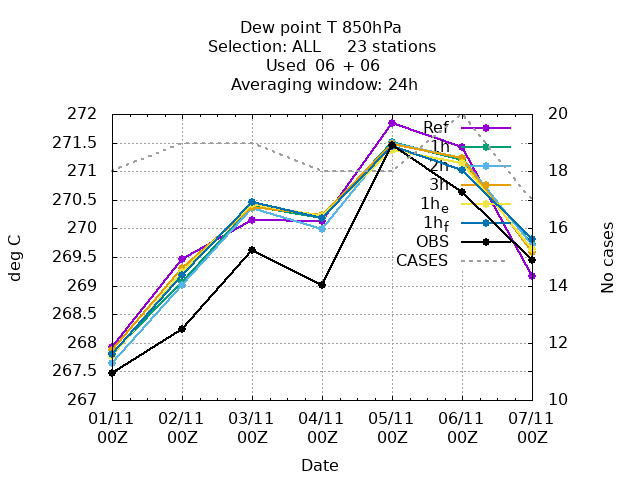 Dew point T 850hPa
Selection: ALL 23 stations
Used 06 + 06
Averaging window: 24h
272
271.5
271
270.5
270
269.5
269
268.5
268
267.5
267
20
18
16
14
12
10
deg C
No cases
Ref
1h
2h
3h
1he
1hf
OBS
CASES
01/11 02/11 03/11 04/11 05/11 06/11 07/11
00Z 00Z 00Z 00Z 00Z 00Z 00Z
Date